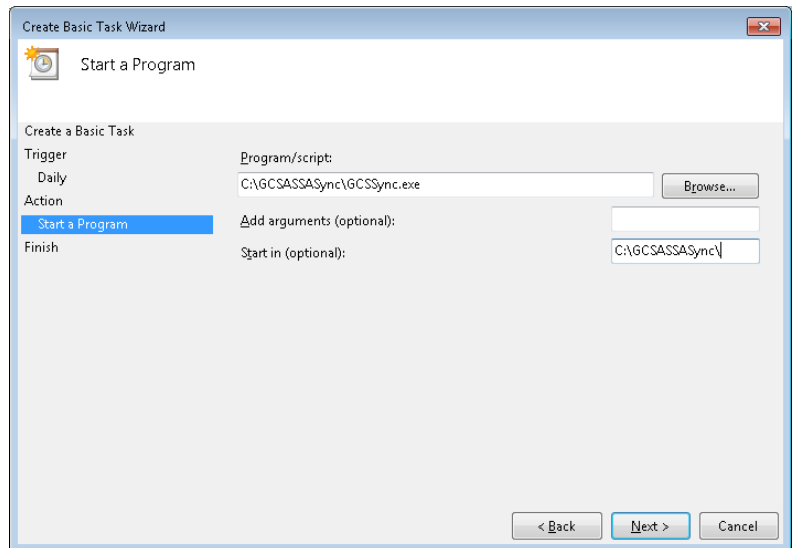 Create Basic Task Wizard
Start a Program
Create a Basic Task
Trigger
Daily
Action
Start a Program
Finish
Program/script:
C:\GCSASSASync\GCSSync.exe
Browse...
Add arguments (optional):
Start in (optional):
C:\GCSASSASync\
< Back
Next >
Cancel